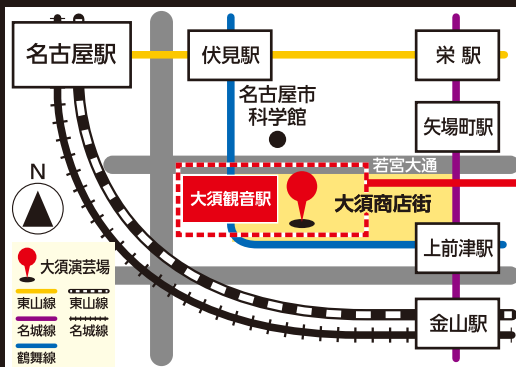 名古屋駅
伏見駅
栄 駅
名古屋市
科学館
矢場町駅
若宮大通
大須観音駅
大須商店街
N
上前津駅
大須演芸場
東山線
東山線
名城線
名城線
鶴舞線
金山駅